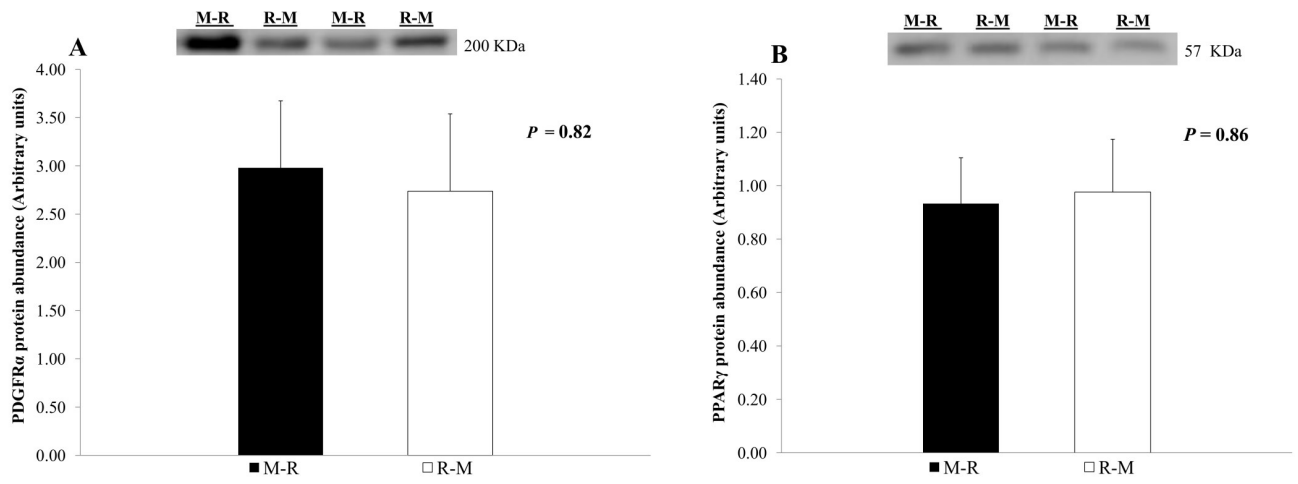 M-R R-M M-R R-M
A
200 KDa
4.00
3.50
3.00
2.50
2.00
1.50
1.00
0.50
0.00
PDGFRα protein abundance (Arbitrary units)
P = 0.82
M-R R-M
M-R R-M M-R R-M
B
57 KDa
1.40
1.20
1.00
0.80
0.60
0.40
0.20
0.00
PPARγ protein abundance (Arbitrary units)
P = 0.86
M-R R-M